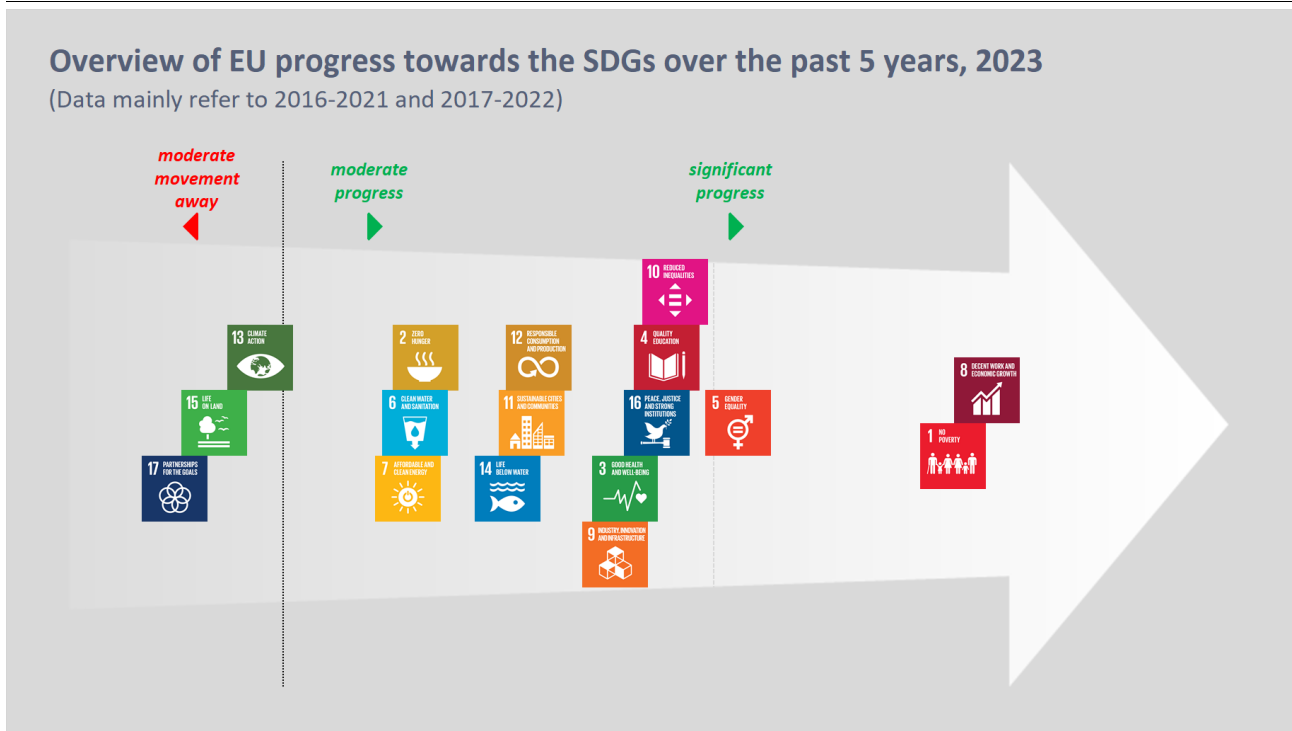 Overview of EU progress towards the SDGs over the past 5 years, 2023
(Data mainly refer to 2016-2021 and 2017-2022)
moderate
movement
away
moderate
progress
significant
progress
10 REDUCED
INEQUALITIES
13 CLIMATE
ACTION
2 ZERO
HUNGER
12 RESPONSIBLE
CONSUMPTION
AND PRODUCTION
4 QUALITY
EDUCATION
8 DECENT WORK AND
ECONOMIC GROWTH
15 LIFE
ON LAND
6 CLEAN WATER
AND SANITATION
11 SUSTAINABLE CITIES
AND COMMUNITIES
16 PEACE, JUSTICE
AND STRONG
INSTITUTIONS
5 GENDER
EQUALITY
1 NO
POVERTY
17 PARTNERSHIPS
FOR THE GOALS
7 AFFORDABLE AND
CLEAN ENERGY
14 LIFE
BELOW WATER
3 GOOD HEALTH
AND WELL-BEING
9 INDUSTRY, INNOVATION
AND INFRASTRUCTURE